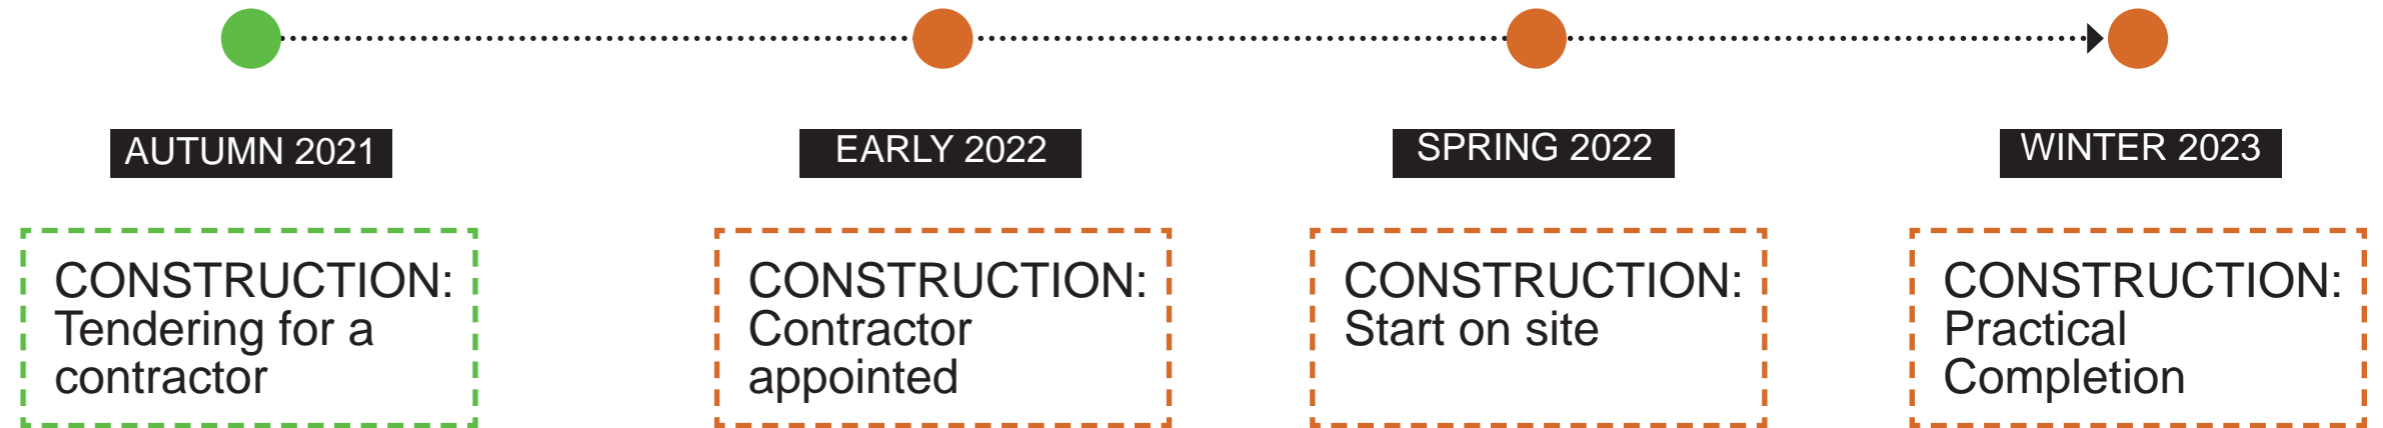 AUTUMN 2021
EARLY 2022
SPRING 2022
WINTER 2023
CONSTRUCTION:
Tendering for a
contractor
CONSTRUCTION:
Contractor
appointed
CONSTRUCTION:
Start on site
CONSTRUCTION:
Practical
Completion